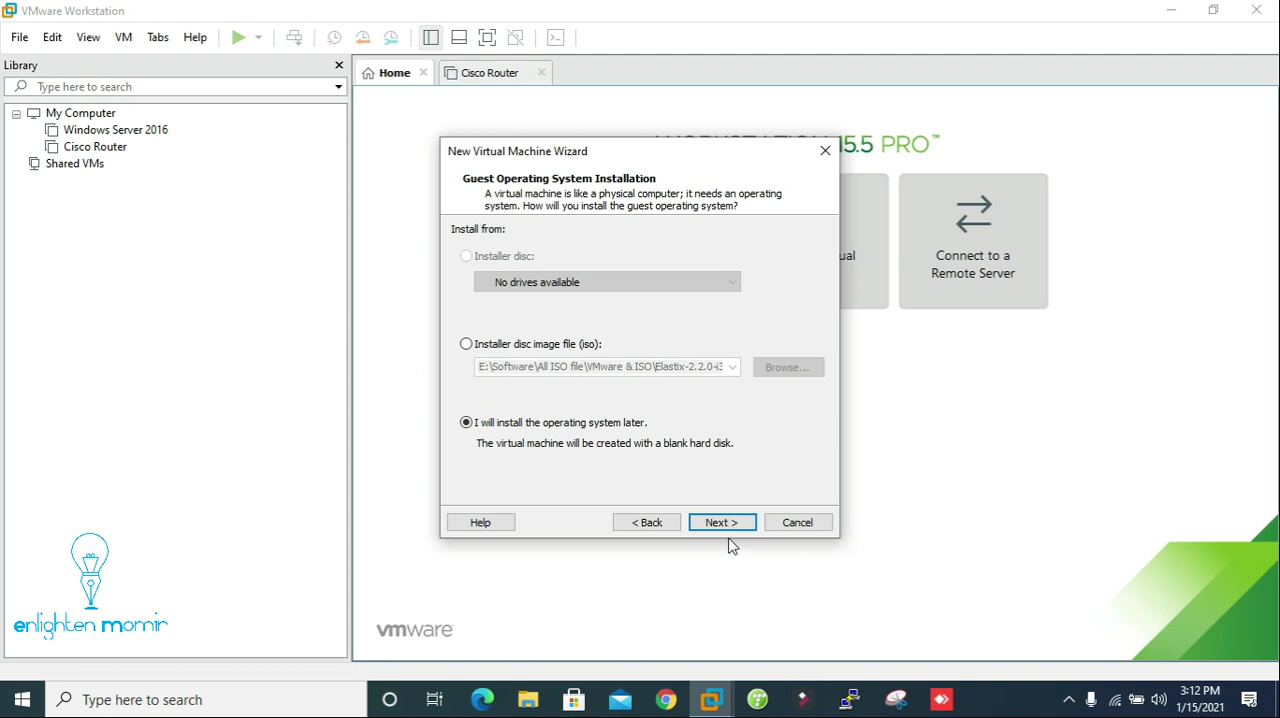 VMware Workstation
File Edit View VM Tabs Help
Library
Type here to search
My Computer
Windows Server 2016
Cisco Router
Shared VMs
Home
Cisco Router
15.5 PRO™
New Virtual Machine Wizard
Guest Operating System Installation
A virtual machine is like a physical computer; it needs an operating
system. How will you install the guest operating system?
Install from:
Installer disc:
No drives available
Installer disc image file (iso):
E:\Software\All ISO file\VMware & ISO\Elastix-2.2.0-i3
Browse...
I will install the operating system later.
The virtual machine will be created with a blank hard disk.
Help
< Back
Next >
Cancel
ual
Connect to a
Remote Server
enlighten momin
vmware
Type here to search
3:12 PM
1/15/2021